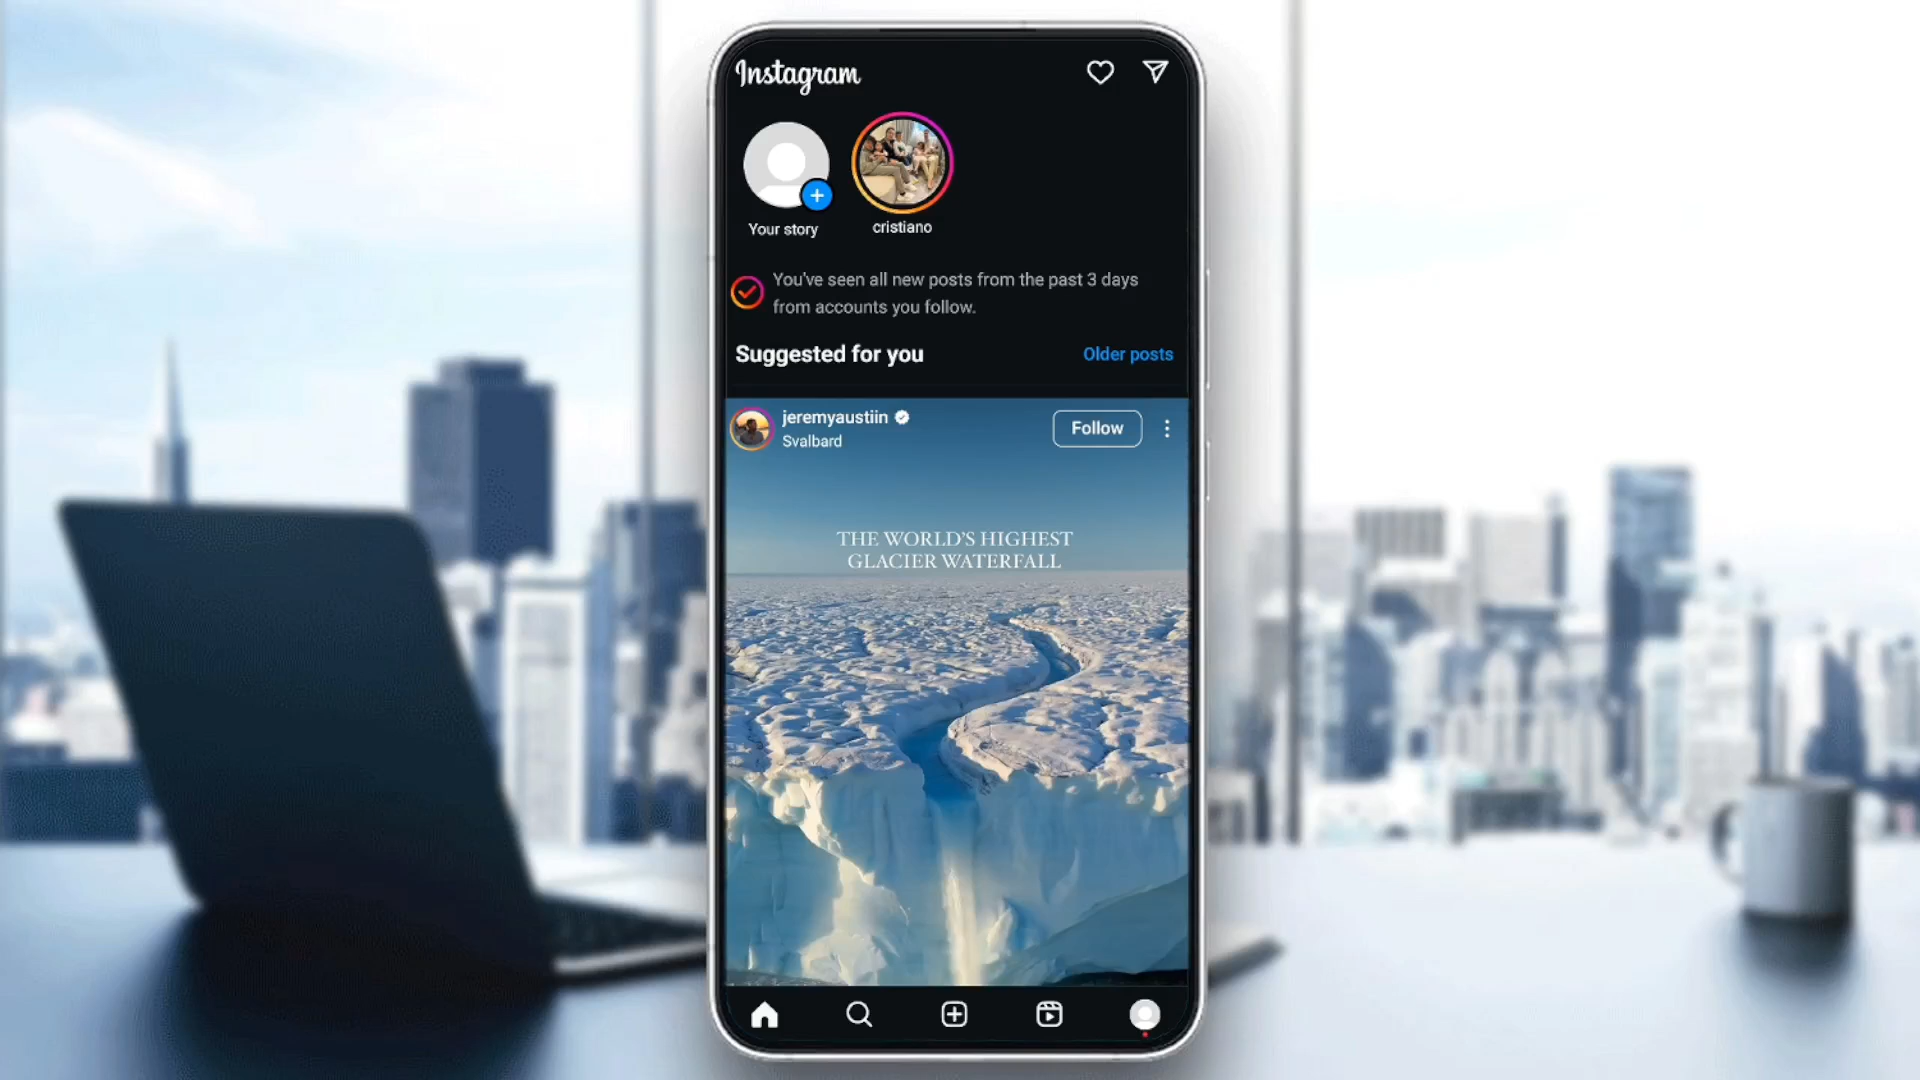 Instagram
Your story
cristiano
You've seen all new posts from the past 3 days
from accounts you follow.
Suggested for you
Older posts
jeremyaustiin
Svalbard
Follow
THE WORLD'S HIGHEST
GLACIER WATERFALL